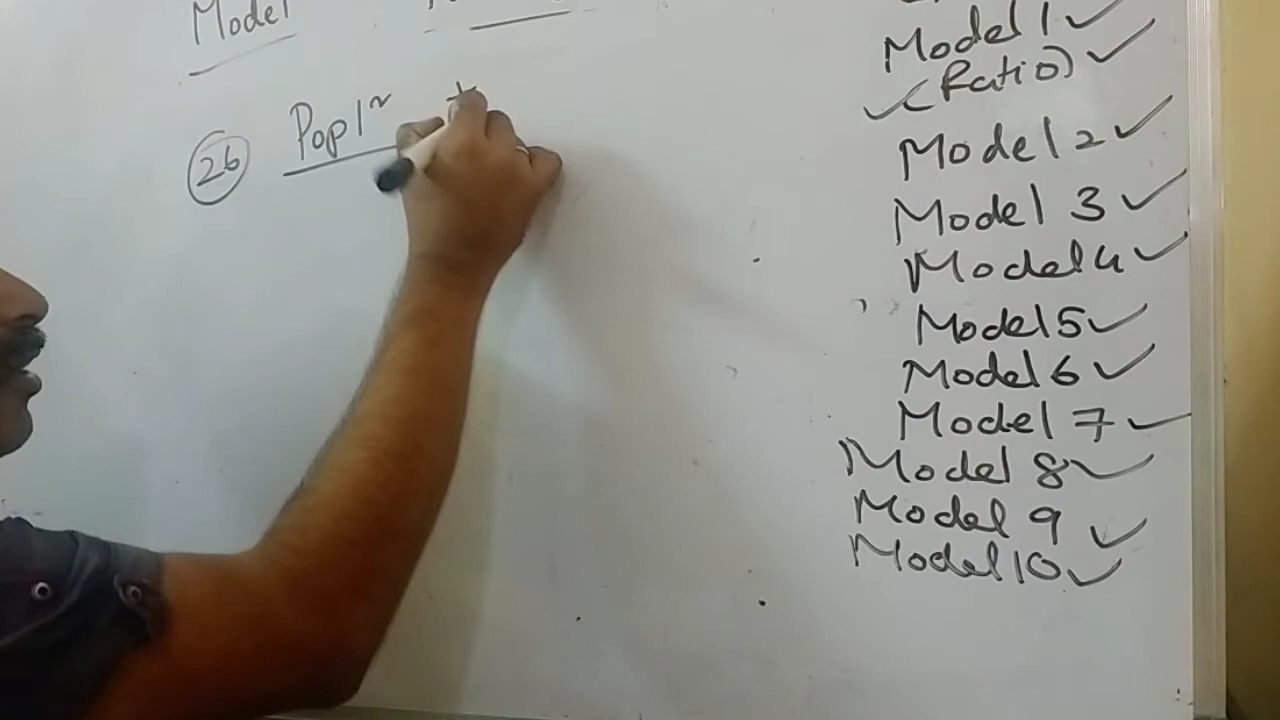 Model
26 Popl~
Model 1 ✓
(Ratio) ✓
Model 2 ✓
Model 3 ✓
Model 4 ✓
Model 5 ✓
Model 6 ✓
Model 7 ✓
Model 8 ✓
Model 9 ✓
Model 10 ✓